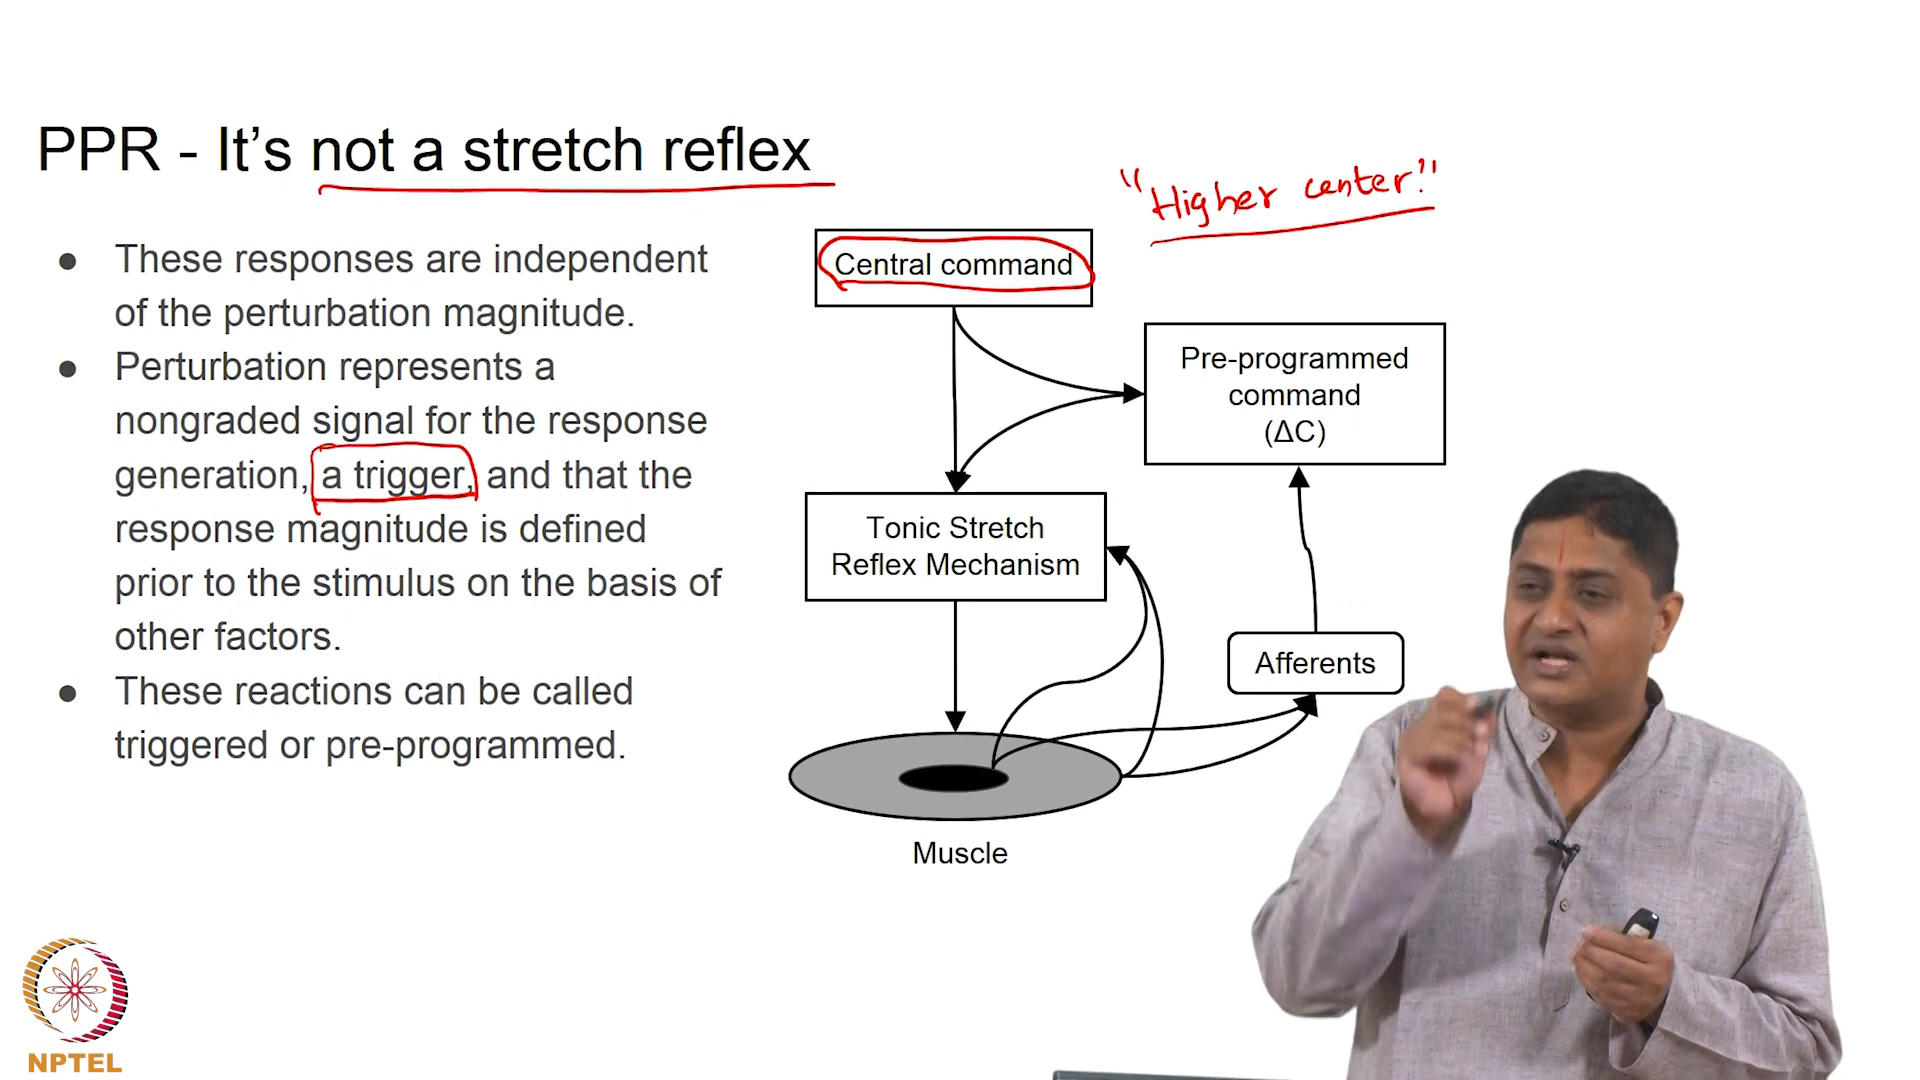 PPR - It's not a stretch reflex
"Higher center."
● These responses are independent
of the perturbation magnitude.
● Perturbation represents a
nongraded signal for the response
generation, a trigger, and that the
response magnitude is defined
prior to the stimulus on the basis of
other factors.
● These reactions can be called
triggered or pre-programmed.
Central command
Pre-programmed
command
(ΔC)
Tonic Stretch
Reflex Mechanism
Afferents
Muscle
NPTEL